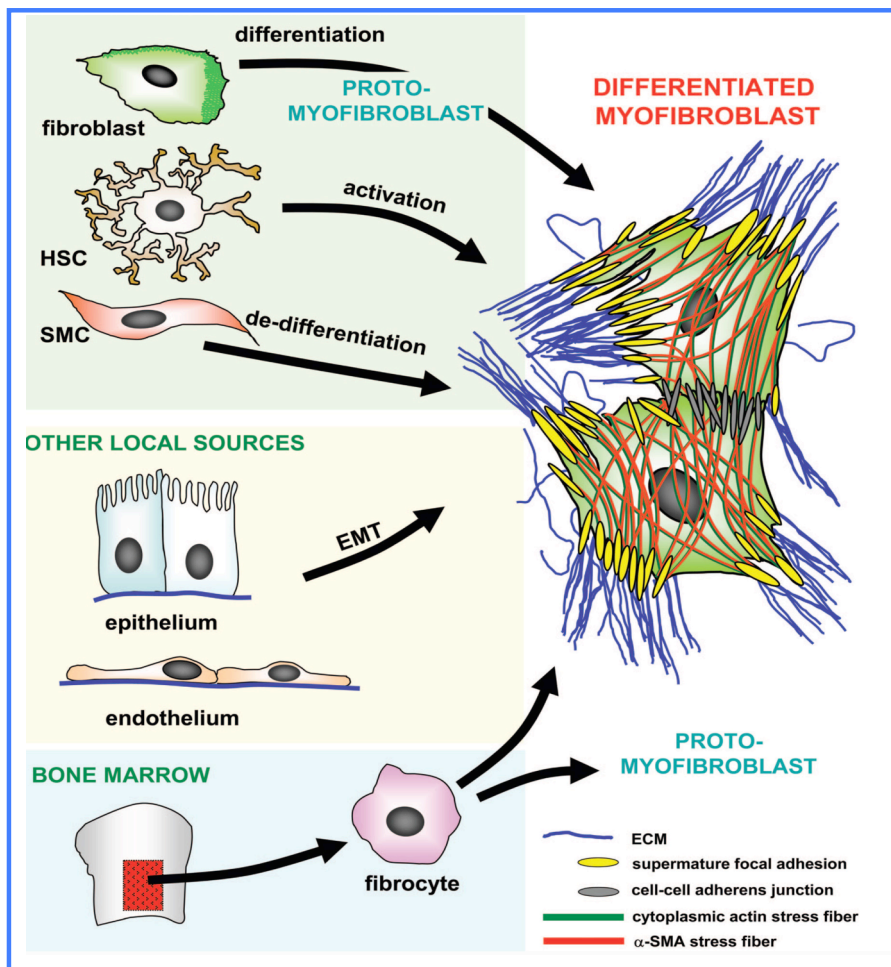 differentiation
PROTO-
MYOFIBROBLAST
DIFFERENTIATED
MYOFIBROBLAST
fibroblast
activation
HSC
SMC
de-differentiation
OTHER LOCAL SOURCES
EMT
epithelium
endothelium
BONE MARROW
fibrocyte
PROTO-
MYOFIBROBLAST
ECM
supermature focal adhesion
cell-cell adherens junction
cytoplasmic actin stress fiber
α-SMA stress fiber